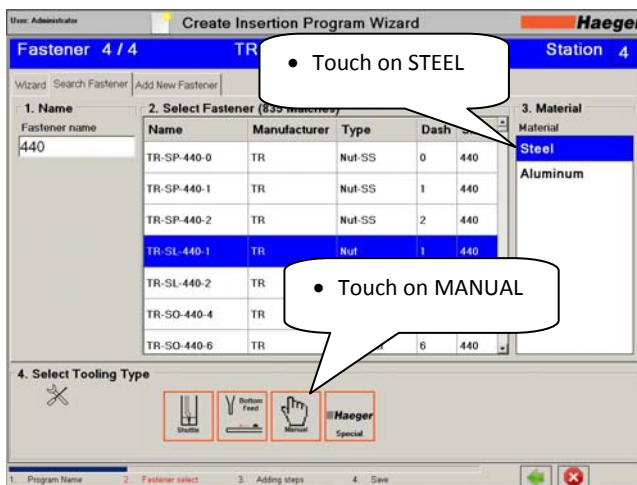 User: Administrator
Create Insertion Program Wizard
Haeger
Fastener 4 / 4
TR
Station 4
• Touch on STEEL
Wizard
Search Fastener
Add New Fastener
1. Name
2. Select Fastener (835 Matches)
3. Material
Fastener name
440
Name Manufacturer Type Dash
TR-SP-440-0 TR Nut-SS 0 440
TR-SP-440-1 TR Nut-SS 1 440
TR-SP-440-2 TR Nut-SS 2 440
TR-SL-440-1 TR Nut 1 440
TR-SL-440-2 TR
TR-SO-440-4 TR
TR-SO-440-6 TR 6 440
Material
Steel
Aluminum
• Touch on MANUAL
4. Select Tooling Type
Shuttle
Bottom Feed
Manual
Haeger Special
1. Program Name 2. Fastener select 3. Adding steps 4. Save